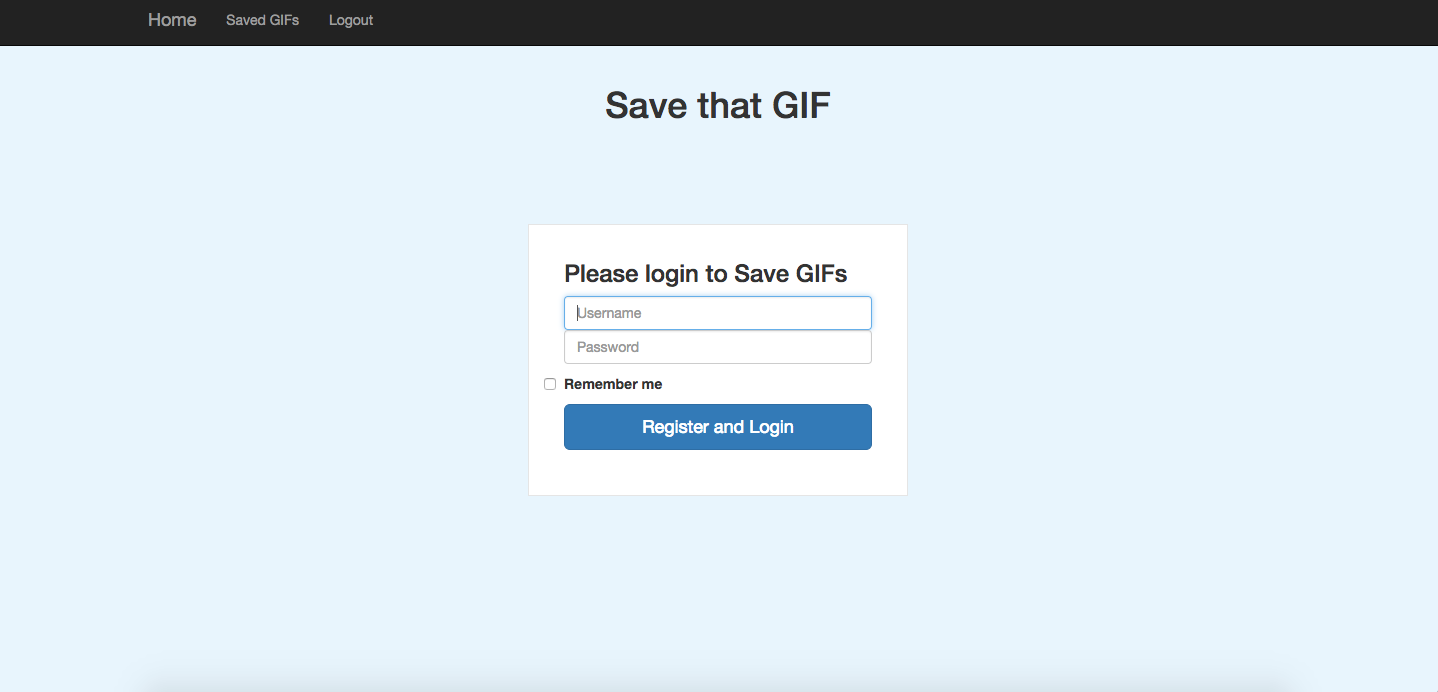 Home Saved GIFs Logout
Save that GIF
Please login to Save GIFs
Username
Password
Remember me
Register and Login